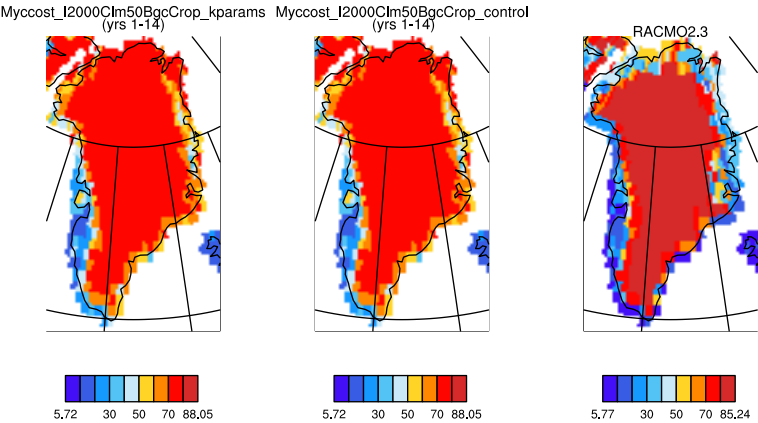 Myccost_I2000Clm50BgcCrop_kparams
(yrs 1-14)
Myccost_I2000Clm50BgcCrop_control
(yrs 1-14)
RACMO2.3
5.72 30 50 70 88.05
5.72 30 50 70 88.05
5.77 30 50 70 85.24